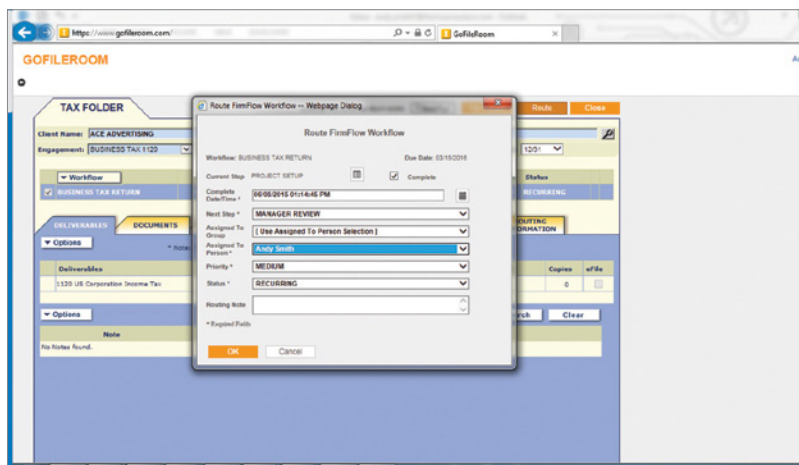 https://www.gofileroom.com/
GoFileRoom
GOFILEROOM
TAX FOLDER
Route
Close
Client Name: ACE ADVERTISING
Engagement: BUSINESS TAX 1120
12/31
Workflow
Status
BUSINESS TAX RETURN
RECURRING
DELIVERABLES
DOCUMENTS
Options
Deliverables
Copies
eFile
1120 US Corporation Income Tax
0
Options
Clear
Note
No Notes found.
Route FirmFlow Workflow -- Webpage Dialog
Route FirmFlow Workflow
Workflow: BUSINESS TAX RETURN
Due Date: 03/15/2016
Current Step PROJECT SETUP
Complete
Complete Date/Time * 06/05/2015 01:14:45 PM
Next Step * MANAGER REVIEW
Assigned To Group [ Use Assigned To Person Selection ]
Assigned To Person * Andy Smith
Priority * MEDIUM
Status * RECURRING
Routing Note
* Required Fields
OK
Cancel